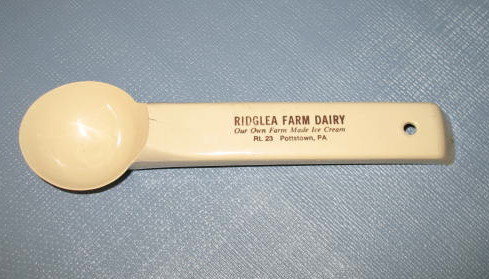 RIDGLEA FARM DAIRY
Our Own Farm Made Ice Cream
Rt. 23 Pottstown, PA